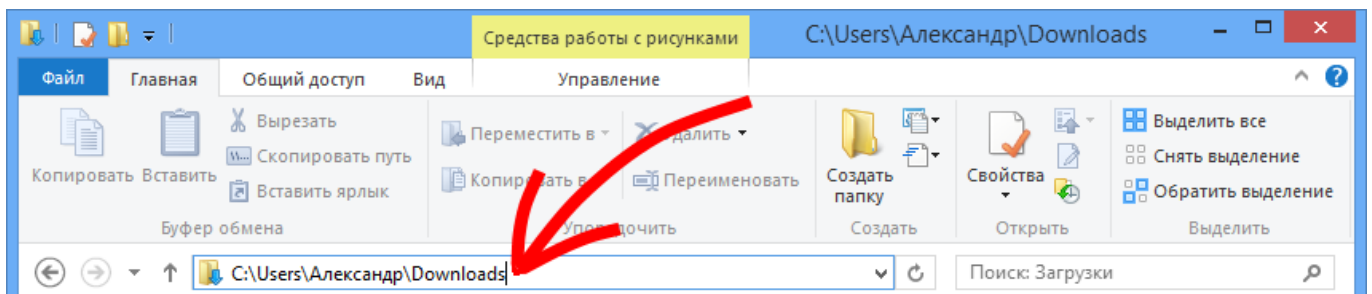 Средства работы с рисунками
C:\Users\Александр\Downloads
Файл
Главная
Общий доступ
Вид
Управление
Копировать
Вставить
Вырезать
Скопировать путь
Вставить ярлык
Буфер обмена
Переместить в
Копировать в
Переименовать
Упорядочить
Создать
папку
Создать
Свойства
Открыть
Выделить все
Снять выделение
Обратить выделение
Выделить
C:\Users\Александр\Downloads
Поиск: Загрузки